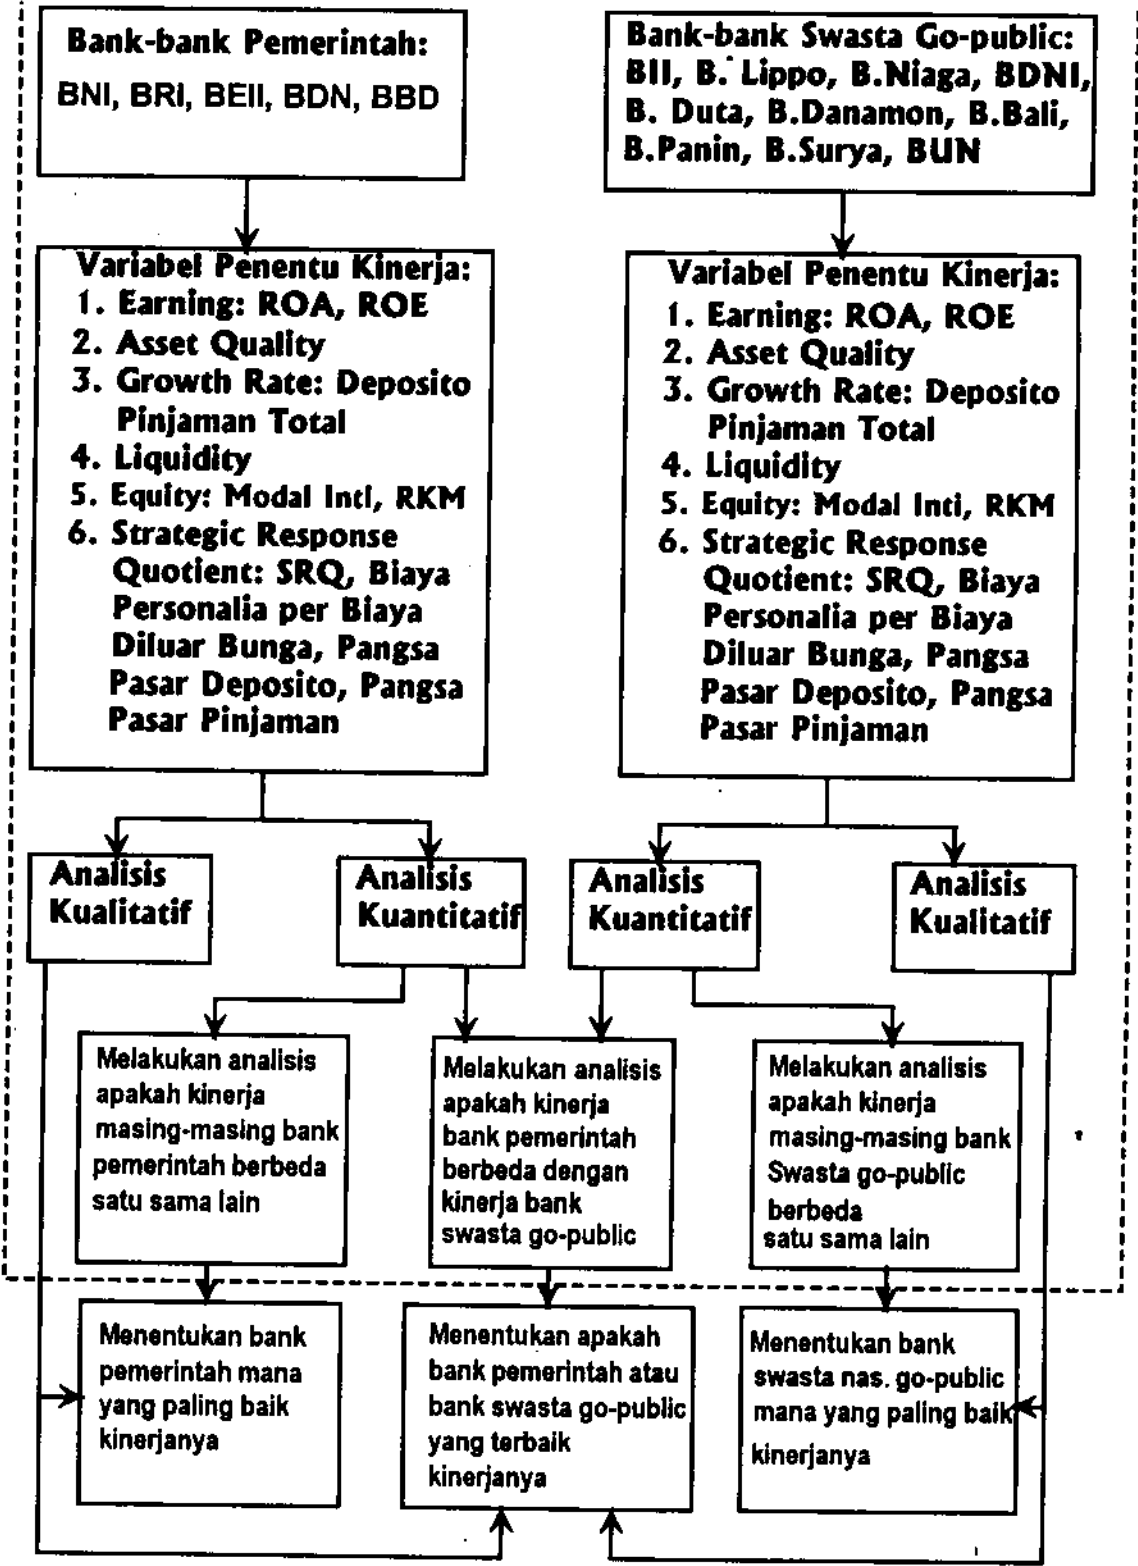 Bank-bank Pemerintah:
BNI, BRI, BEII, BDN, BBD
Bank-bank Swasta Go-public:
BII, B. Lippo, B.Niaga, BDNI,
B. Duta, B.Danamon, B.Bali,
B.Panin, B.Surya, BUN
Variabel Penentu Kinerja:
1. Earning: ROA, ROE
2. Asset Quality
3. Growth Rate: Deposito
Pinjaman Total
4. Liquidity
5. Equity: Modal Inti, RKM
6. Strategic Response
Quotient: SRQ, Biaya
Personalia per Biaya
Diluar Bunga, Pangsa
Pasar Deposito, Pangsa
Pasar Pinjaman
Variabel Penentu Kinerja:
1. Earning: ROA, ROE
2. Asset Quality
3. Growth Rate: Deposito
Pinjaman Total
4. Liquidity
5. Equity: Modal Inti, RKM
6. Strategic Response
Quotient: SRQ, Biaya
Personalia per Biaya
Diluar Bunga, Pangsa
Pasar Deposito, Pangsa
Pasar Pinjaman
Analisis
Kualitatif
Analisis
Kuantitatif
Analisis
Kuantitatif
Analisis
Kualitatif
Melakukan analisis
apakah kinerja
masing-masing bank
pemerintah berbeda
satu sama lain
Melakukan analisis
apakah kinerja
bank pemerintah
berbeda dengan
kinerja bank
swasta go-public
Melakukan analisis
apakah kinerja
masing-masing bank
Swasta go-public
berbeda
satu sama lain
Menentukan bank
pemerintah mana
yang paling baik
kinerjanya
Menentukan apakah
bank pemerintah atau
bank swasta go-public
yang terbaik
kinerjanya
Menentukan bank
swasta nas. go-public
mana yang paling baik
kinerjanya